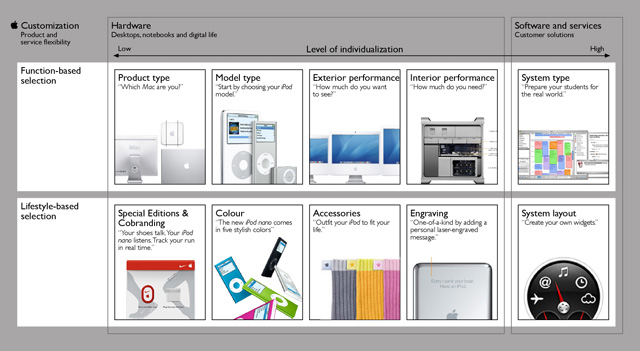 Customization
Product and
service flexibility
Hardware
Desktops, notebooks and digital life
Software and services
Customer solutions
Low
Level of individualization
High
Function-based
selection
Product type
“Which Mac are you?”
Model type
“Start by choosing your iPod
model.”
Exterior performance
“How much do you want
to see?”
Interior performance
“How much do you need?”
System type
“Prepare your students for
the real world.”
Lifestyle-based
selection
Special Editions &
Cobranding
“Your shoes talk. Your iPod
nano listens. Track your run
in real time.”
Colour
“The new iPod nano comes
in five stylish colors”
Accessories
“Outfit your iPod to fit your
life.”
Engraving
“One-of-a-kind by adding a
personal laser-engraved
message.”
System layout
“Create your own widgets.”